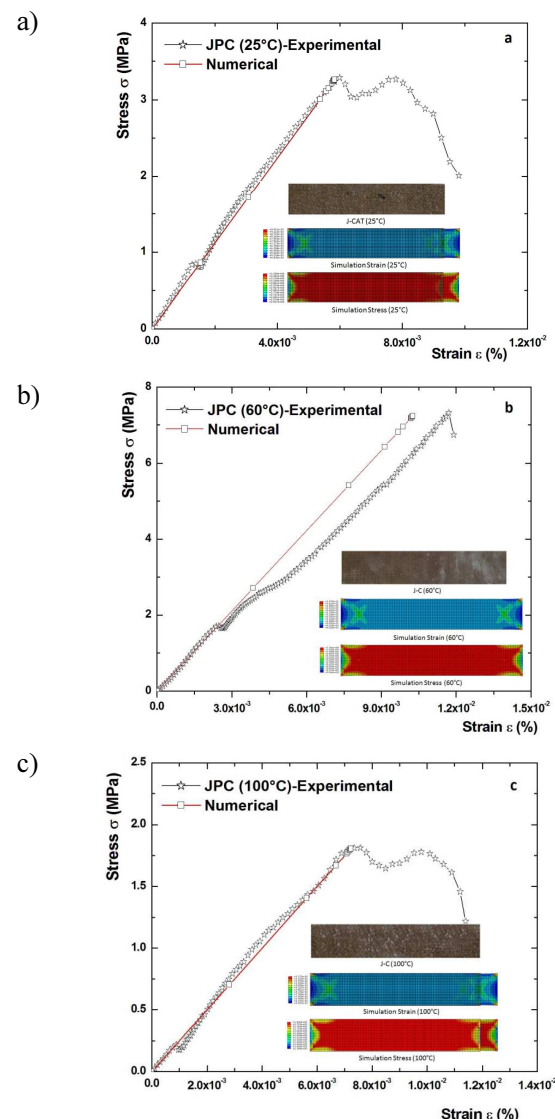 a)
a
JPC (25°C)-Experimental
Numerical
Stress σ (MPa)
4
3
2
1
0
J-CAT (25°C)
Simulation Strain (25°C)
Simulation Stress (25°C)
0.0
4.0x10⁻³
8.0x10⁻³
1.2x10⁻²
Strain ε (%)
b)
b
JPC (60°C)-Experimental
Numerical
Stress σ (MPa)
8
6
4
2
0
J-C (60°C)
Simulation Strain (60°C)
Simulation Stress (60°C)
0.0
3.0x10⁻³
6.0x10⁻³
9.0x10⁻³
1.2x10⁻²
1.5x10⁻²
Strain ε (%)
c)
c
JPC (100°C)-Experimental
Numerical
Stress σ (MPa)
2.5
2.0
1.5
1.0
0.5
0.0
J-C (100°C)
Simulation Strain (100°C)
Simulation Stress (100°C)
0.0
2.0x10⁻³
4.0x10⁻³
6.0x10⁻³
8.0x10⁻³
1.0x10⁻²
1.2x10⁻²
1.4x10⁻²
Strain ε (%)